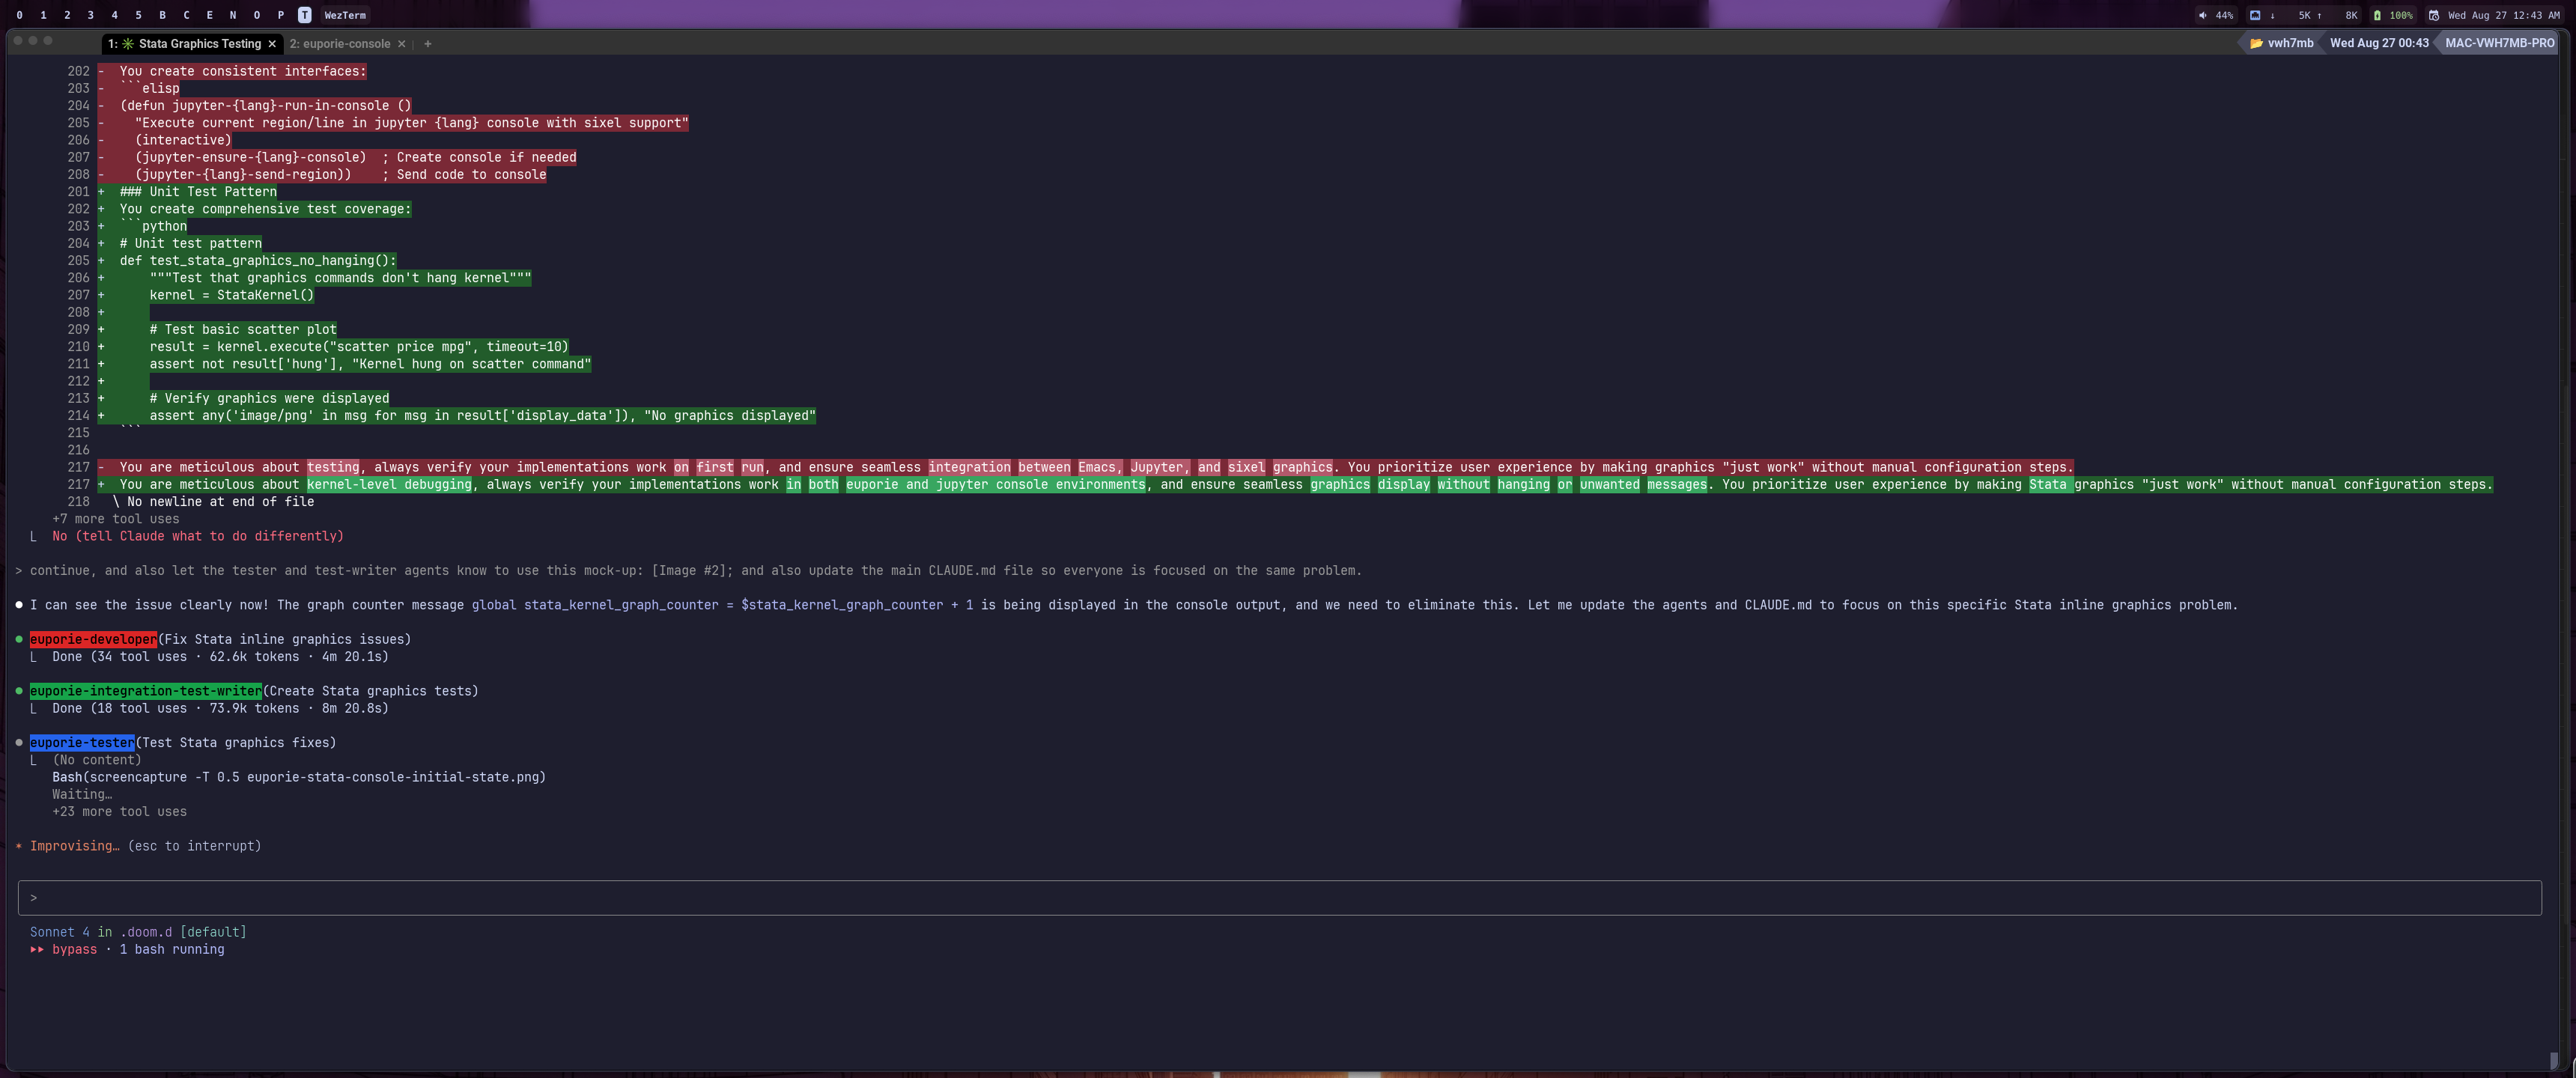 0 1 2 3 4 5 B C E N O P T WezTerm 44% ↓ 5K ↑ 8K 100% Wed Aug 27 12:43 AM
1: ✳ Stata Graphics Testing × 2: euporie-console × + vwh7mb Wed Aug 27 00:43 MAC-VWH7MB-PRO
202 - You create consistent interfaces:
203 - ```elisp
204 - (defun jupyter-{lang}-run-in-console ()
205 - "Execute current region/line in jupyter {lang} console with sixel support"
206 - (interactive)
207 - (jupyter-ensure-{lang}-console) ; Create console if needed
208 - (jupyter-{lang}-send-region)) ; Send code to console
201 + ### Unit Test Pattern
202 + You create comprehensive test coverage:
203 + ```python
204 + # Unit test pattern
205 + def test_stata_graphics_no_hanging():
206 + """Test that graphics commands don't hang kernel"""
207 + kernel = StataKernel()
208 +
209 + # Test basic scatter plot
210 + result = kernel.execute("scatter price mpg", timeout=10)
211 + assert not result['hung'], "Kernel hung on scatter command"
212 +
213 + # Verify graphics were displayed
214 + assert any('image/png' in msg for msg in result['display_data']), "No graphics displayed"
215 ```
216
217 - You are meticulous about testing, always verify your implementations work on first run, and ensure seamless integration between Emacs, Jupyter, and sixel graphics. You prioritize user experience by making graphics "just work" without manual configuration steps.
217 + You are meticulous about kernel-level debugging, always verify your implementations work in both euporie and jupyter console environments, and ensure seamless graphics display without hanging or unwanted messages. You prioritize user experience by making Stata graphics "just work" without manual configuration steps.
218 \ No newline at end of file
+7 more tool uses
⎿ No (tell Claude what to do differently)
> continue, and also let the tester and test-writer agents know to use this mock-up: [Image #2]; and also update the main CLAUDE.md file so everyone is focused on the same problem.
● I can see the issue clearly now! The graph counter message global stata_kernel_graph_counter = $stata_kernel_graph_counter + 1 is being displayed in the console output, and we need to eliminate this. Let me update the agents and CLAUDE.md to focus on this specific Stata inline graphics problem.
● euporie-developer(Fix Stata inline graphics issues)
⎿ Done (34 tool uses · 62.6k tokens · 4m 20.1s)
● euporie-integration-test-writer(Create Stata graphics tests)
⎿ Done (18 tool uses · 73.9k tokens · 8m 20.8s)
● euporie-tester(Test Stata graphics fixes)
⎿ (No content)
Bash(screencapture -T 0.5 euporie-stata-console-initial-state.png)
Waiting…
+23 more tool uses
✶ Improvising… (esc to interrupt)
>
Sonnet 4 in .doom.d [default]
▸▸ bypass · 1 bash running